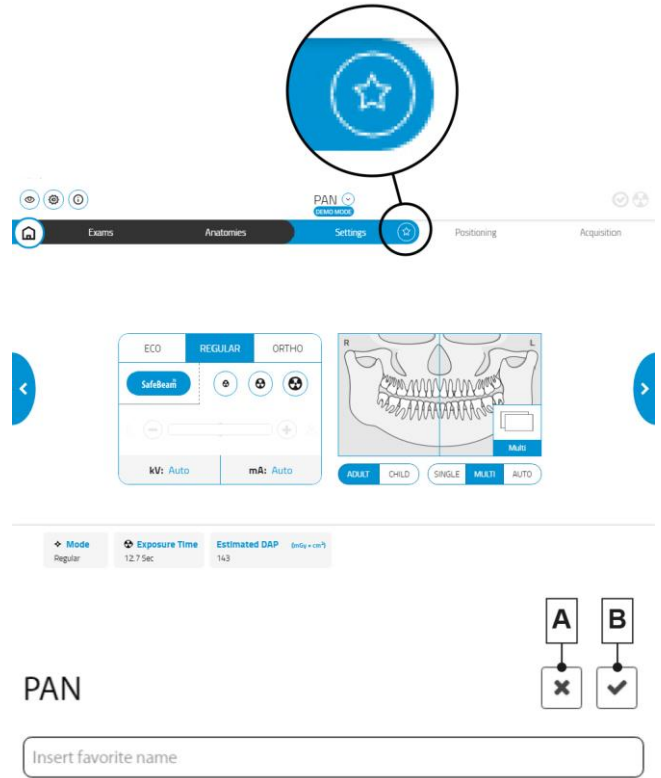 PAN
DEMO MODE
Exams Anatomies Settings Positioning Acquisition
ECO REGULAR ORTHO
SafeBeam™
R L
Multi
kV: Auto mA: Auto
ADULT CHILD SINGLE MULTI AUTO
Mode Exposure Time Estimated DAP (mGy • cm²)
Regular 12.7 Sec 143
A B
PAN
Insert favorite name